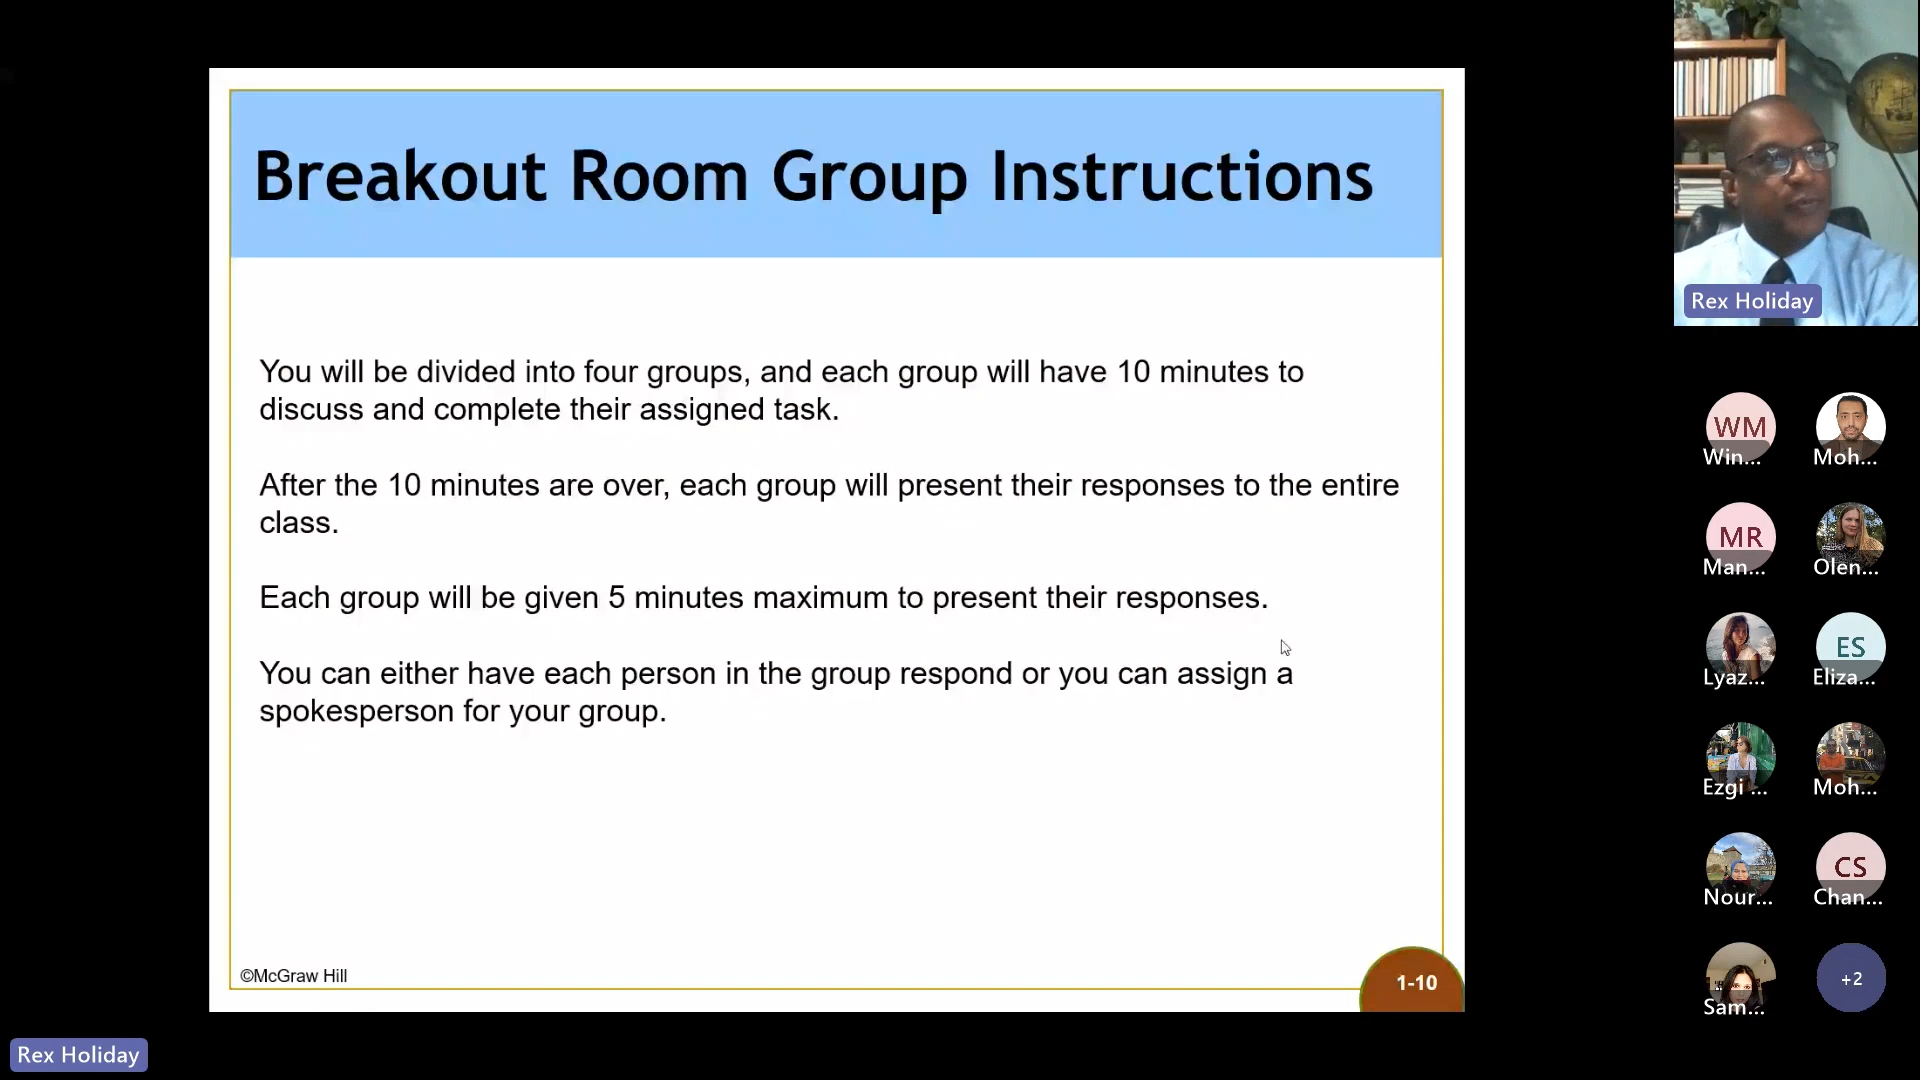 Breakout Room Group Instructions
You will be divided into four groups, and each group will have 10 minutes to
discuss and complete their assigned task.
After the 10 minutes are over, each group will present their responses to the entire
class.
Each group will be given 5 minutes maximum to present their responses.
You can either have each person in the group respond or you can assign a
spokesperson for your group.
©McGraw Hill
1-10
Rex Holiday
Rex Holiday
WM
Win...
Moh...
MR
Man...
Olen...
Lyaz...
ES
Eliza...
Ezgi ...
Moh...
Nour...
CS
Chan...
Sam...
+2